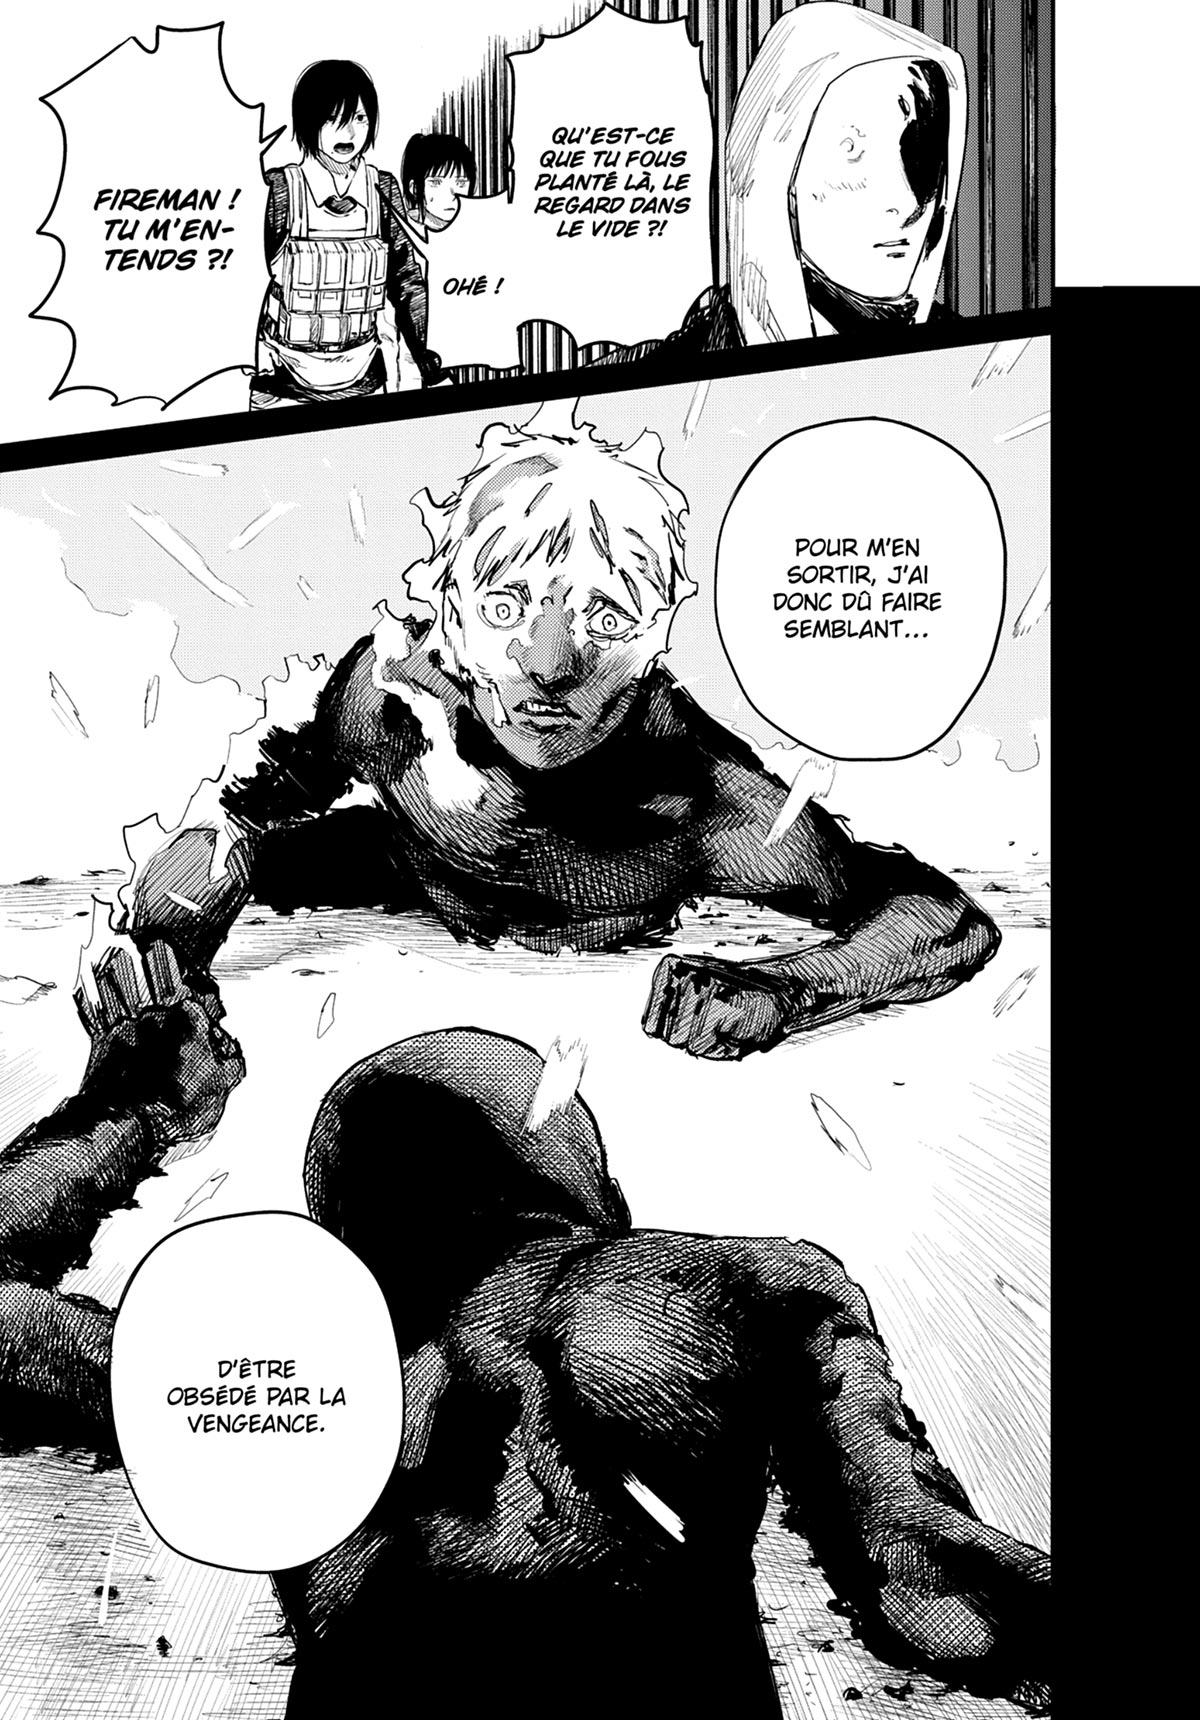 QU'EST-CE
QUE TU FOUS
PLANTÉ LÀ, LE
REGARD DANS
LE VIDE ?!
OHÉ !
FIREMAN !
TU M'EN-
TENDS ?!
POUR M'EN
SORTIR, J'AI
DONC DÛ FAIRE
SEMBLANT...
D'ÊTRE
OBSÉDÉ PAR LA
VENGEANCE.